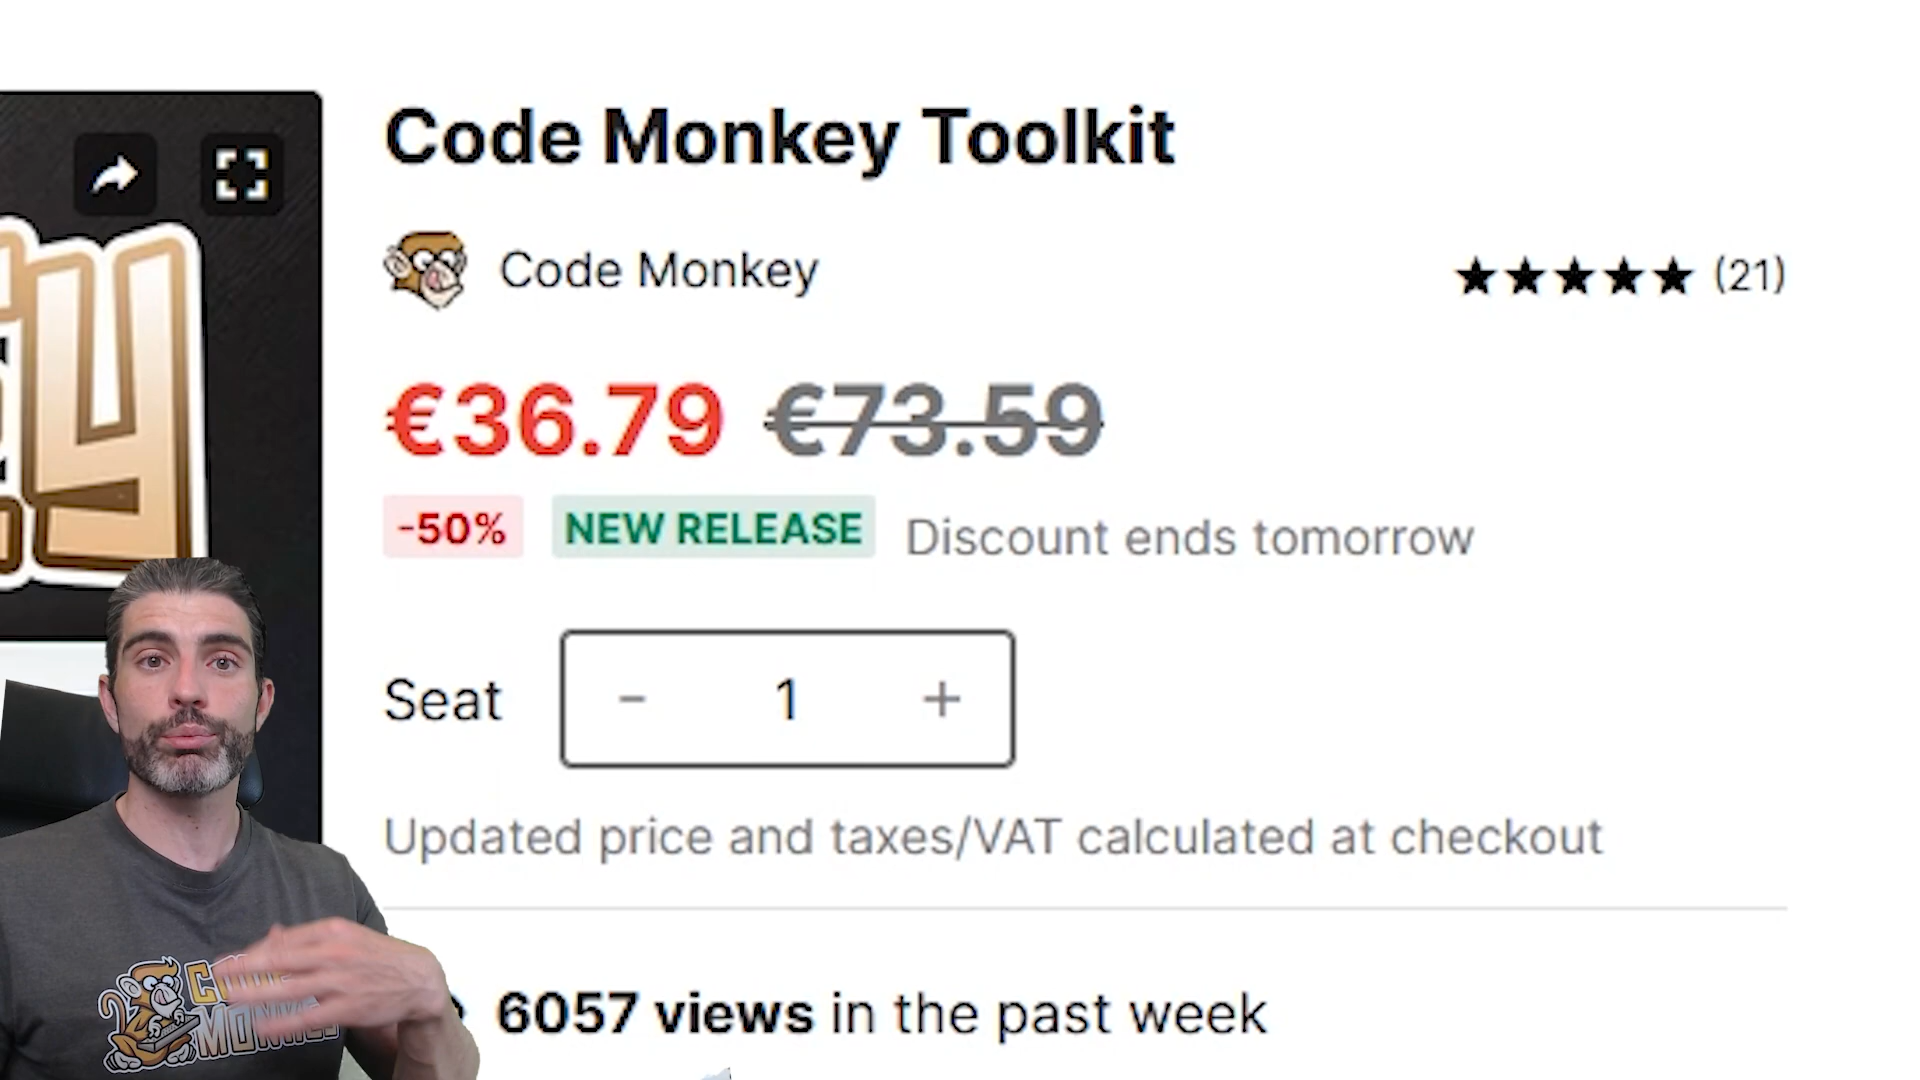 Code Monkey Toolkit
Code Monkey
(21)
€36.79 €73.59
-50% NEW RELEASE Discount ends tomorrow
Seat - 1 +
Updated price and taxes/VAT calculated at checkout
6057 views in the past week